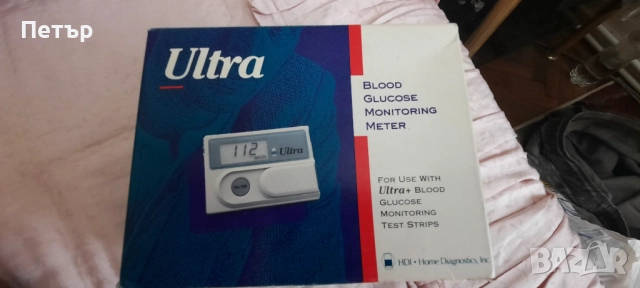 Петър
Ultra
BLOOD
GLUCOSE
MONITORING
METER
112
Ultra
FOR USE WITH
Ultra+ BLOOD
GLUCOSE
MONITORING
TEST STRIPS
HDI • Home Diagnostics, Inc
BAZAR